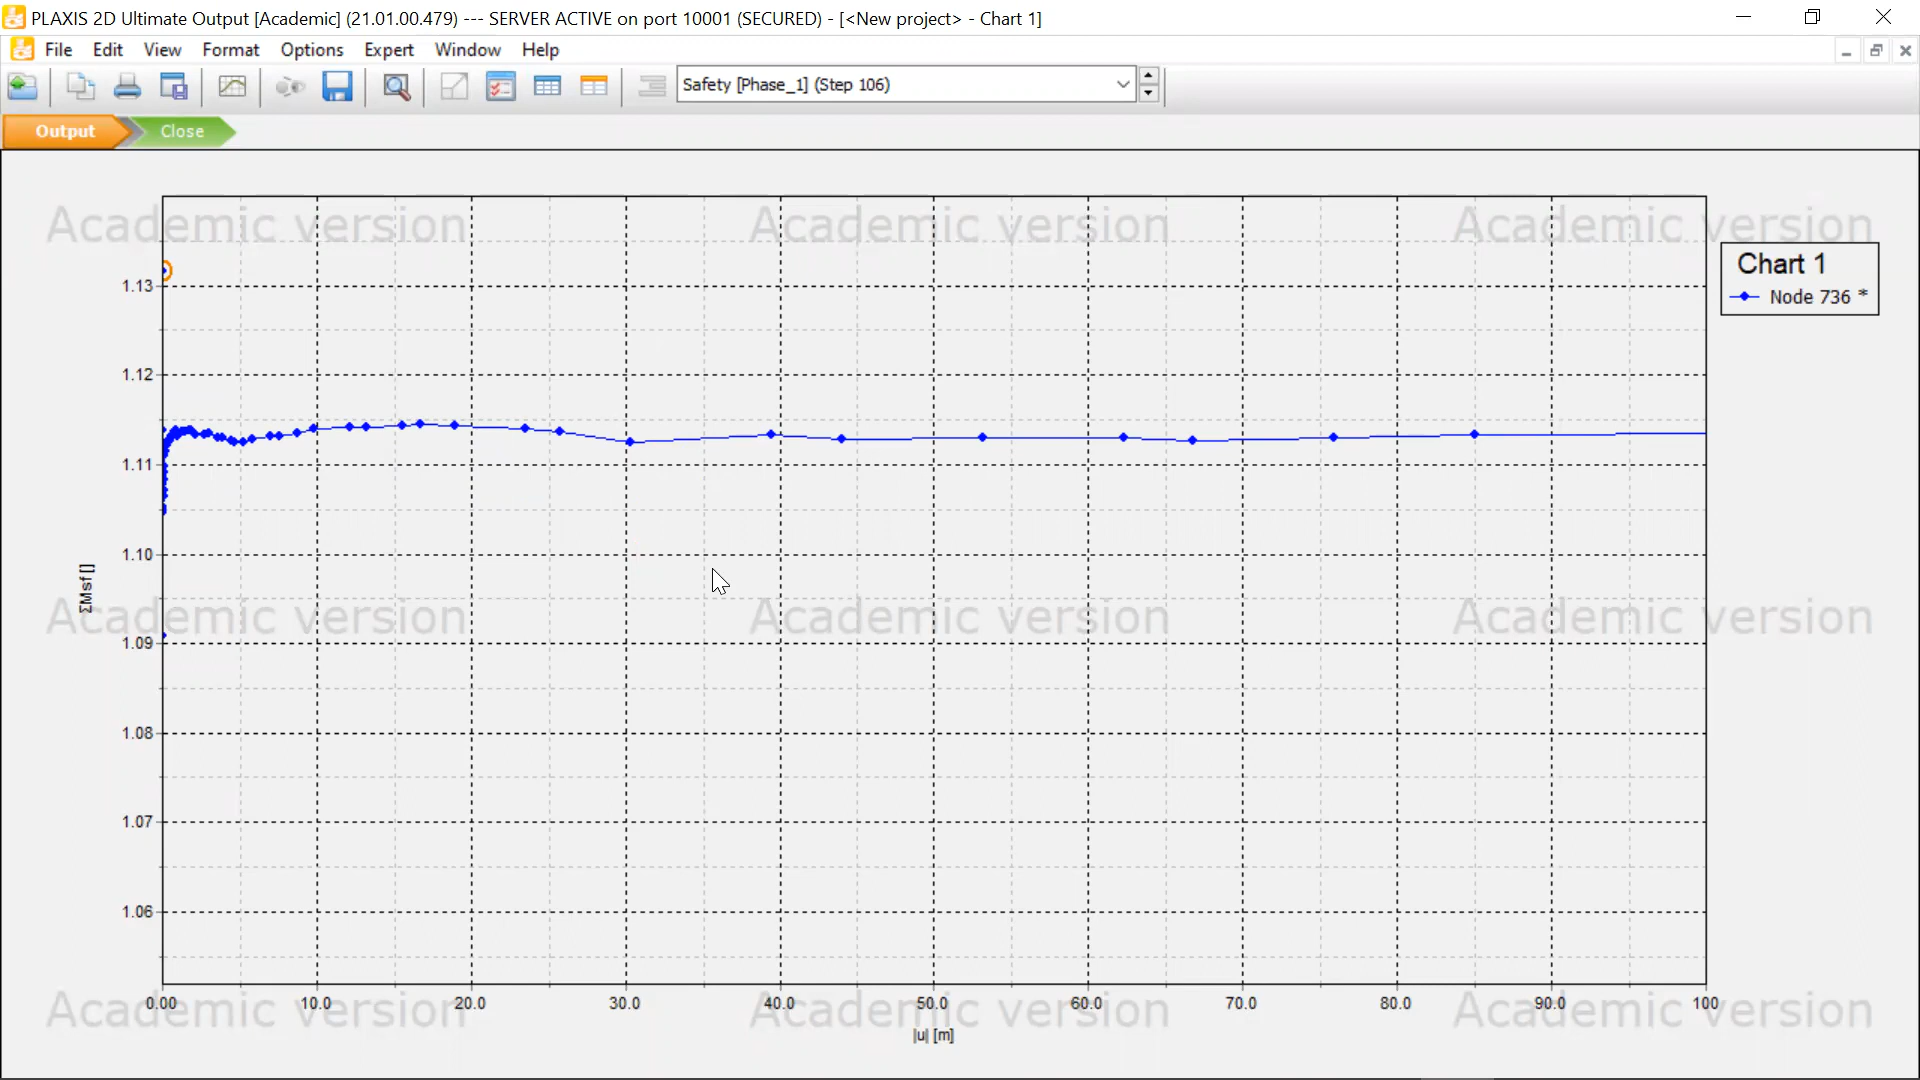 PLAXIS 2D Ultimate Output [Academic] (21.01.00.479) --- SERVER ACTIVE on port 10001 (SECURED) - [<New project> - Chart 1]
File Edit View Format Options Expert Window Help
Safety [Phase_1] (Step 106)
Output Close
Academic version Academic version Academic version
Chart 1
Node 736 *
1.13
1.12
1.11
1.10
ΣMsf []
Academic version Academic version Academic version
1.09
1.08
1.07
1.06
0.00 10.0 20.0 30.0 40.0 50.0 60.0 70.0 80.0 90.0 100
Academic version Academic version Academic version
|u| [m]